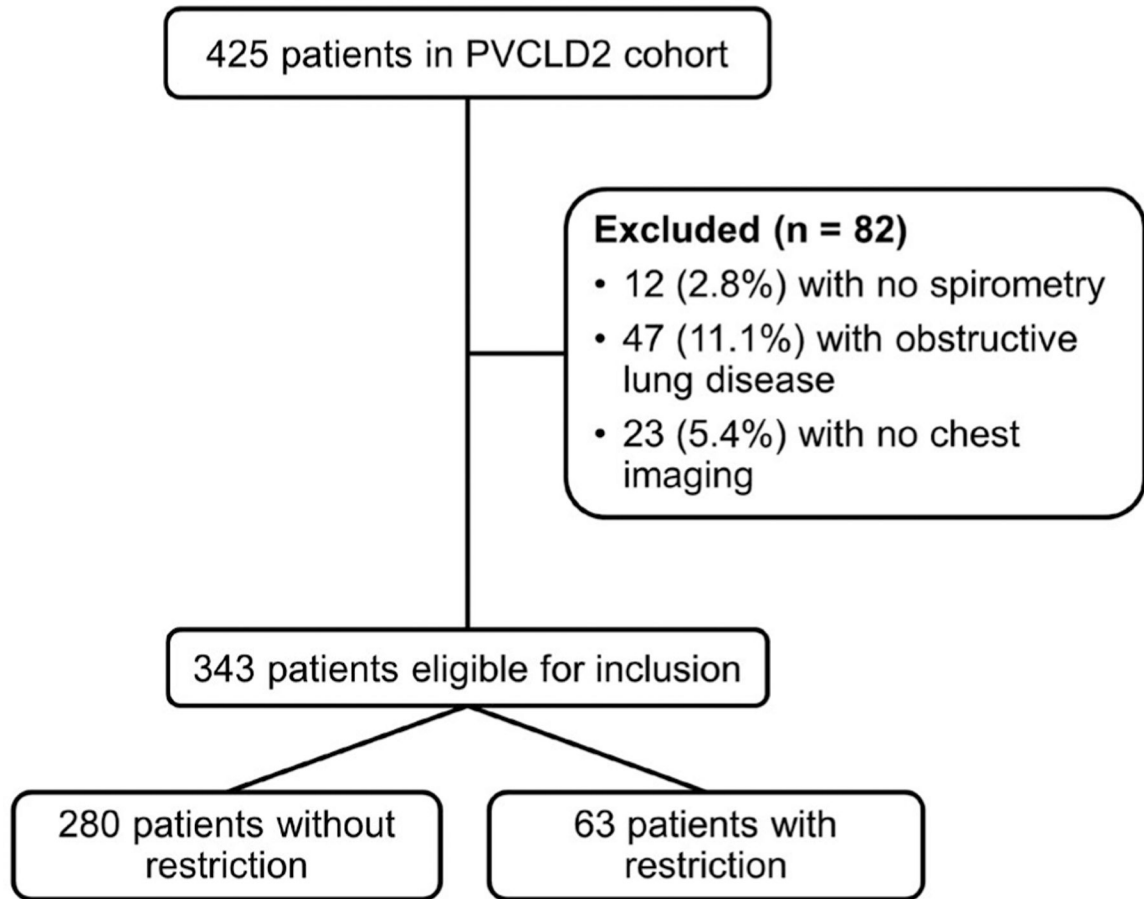 425 patients in PVCLD2 cohort
Excluded (n = 82)
• 12 (2.8%) with no spirometry
• 47 (11.1%) with obstructive
lung disease
• 23 (5.4%) with no chest
imaging
343 patients eligible for inclusion
280 patients without
restriction
63 patients with
restriction